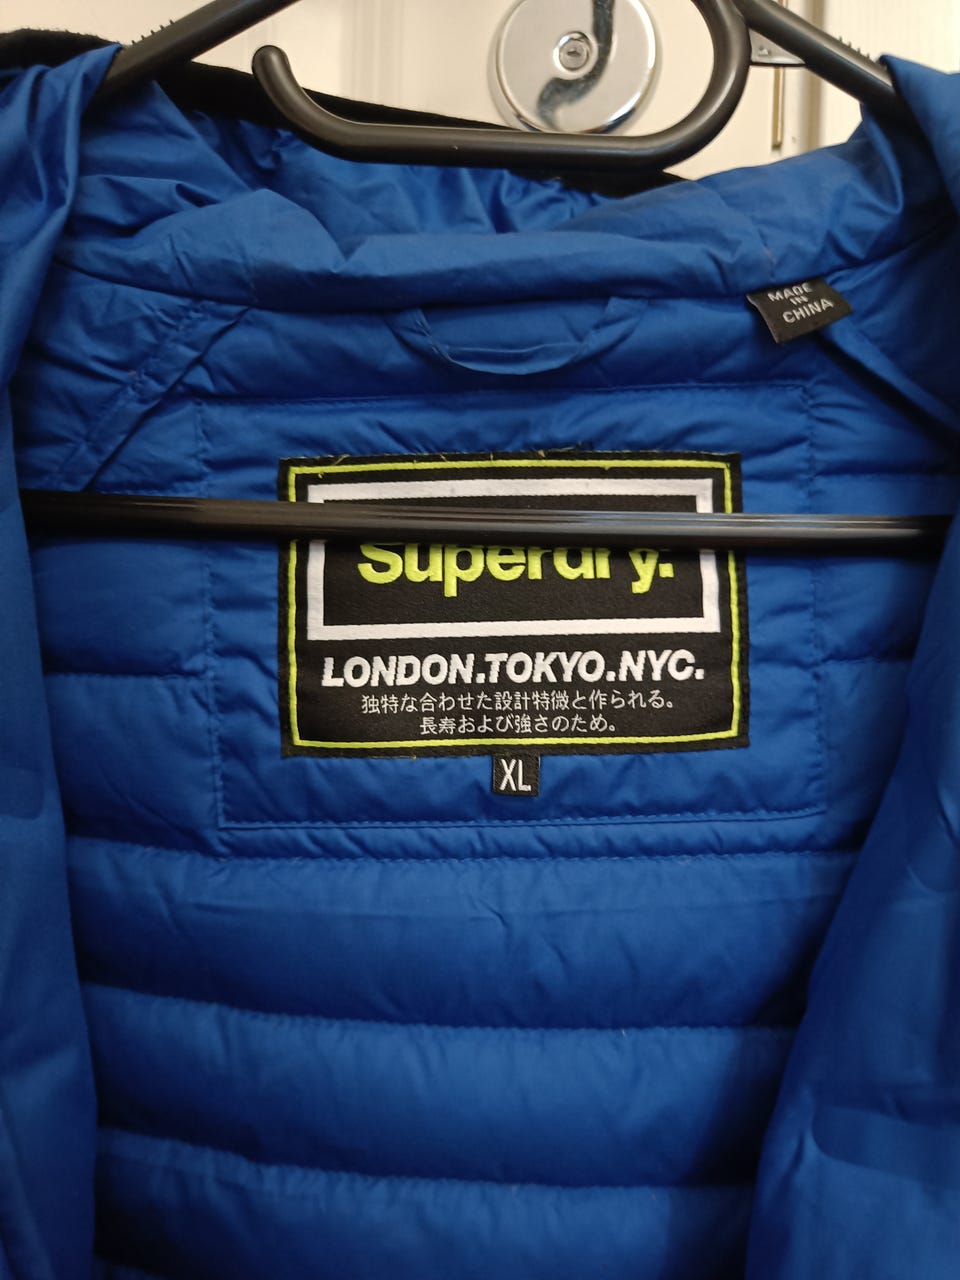 MADE
IN
CHINA
Superdry.
LONDON.TOKYO.NYC.
独特な合わせた設計特徴と作られる。
長寿および強さのため。
XL